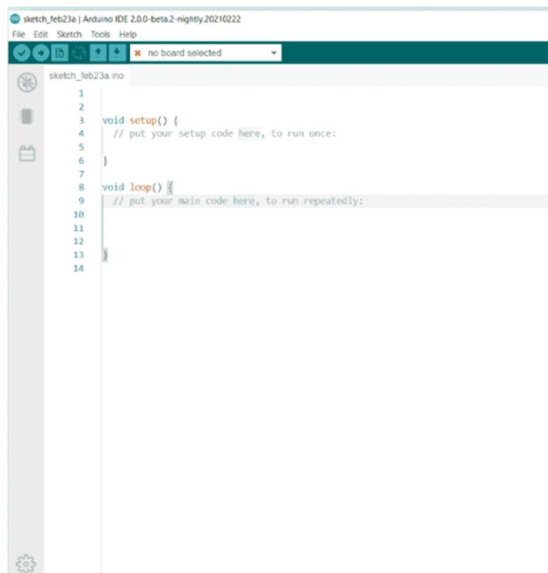 sketch_feb23a | Arduino IDE 2.0.0-beta.2-nightly.20210222
File Edit Sketch Tools Help
no board selected
sketch_feb23a.ino
1
2
3 void setup() {
4 // put your setup code here, to run once:
5
6 }
7
8 void loop() {
9 // put your main code here, to run repeatedly:
10
11
12
13 }
14